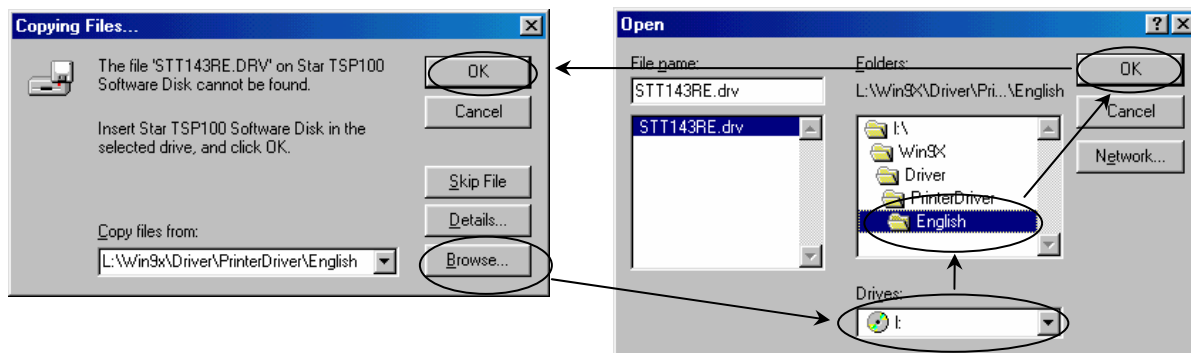 Copying Files...
The file 'STT143RE.DRV' on Star TSP100
Software Disk cannot be found.
Insert Star TSP100 Software Disk in the
selected drive, and click OK.
OK
Cancel
Skip File
Details...
Browse...
Copy files from:
L:\Win9x\Driver\PrinterDriver\English
Open
File name:
STT143RE.drv
STT143RE.drv
Folders:
L:\Win9X\Driver\Pri...\English
l:\
Win9X
Driver
PrinterDriver
English
Drives:
l:
OK
Cancel
Network...